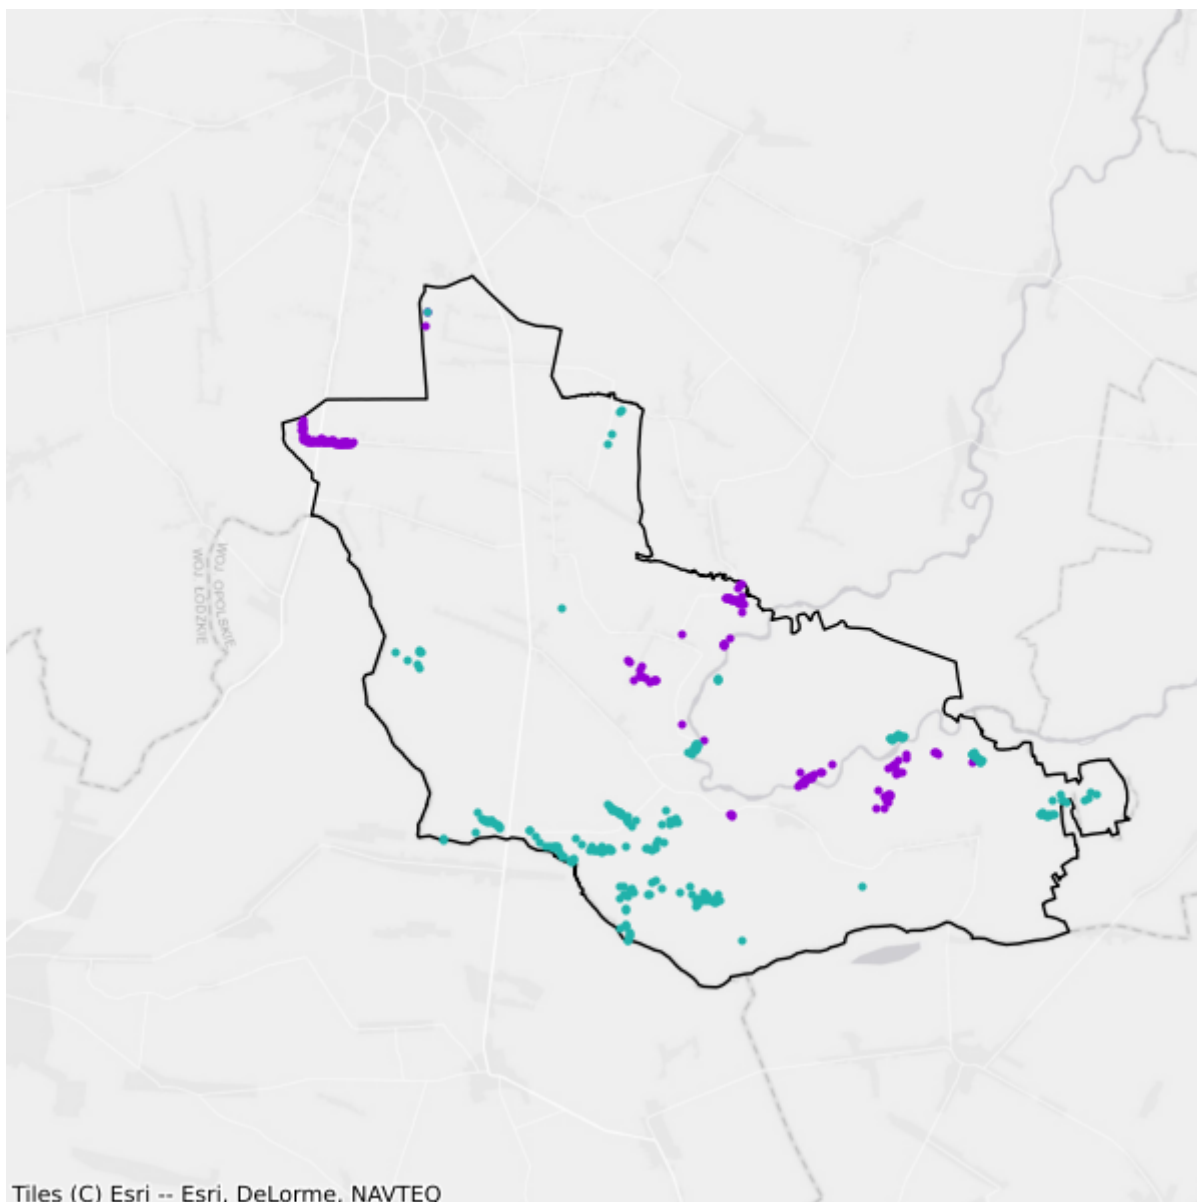 WOJ. OPOLSKIE
WOJ. ŁÓDZKIE
Tiles (C) Esri -- Esri, DeLorme, NAVTEQ